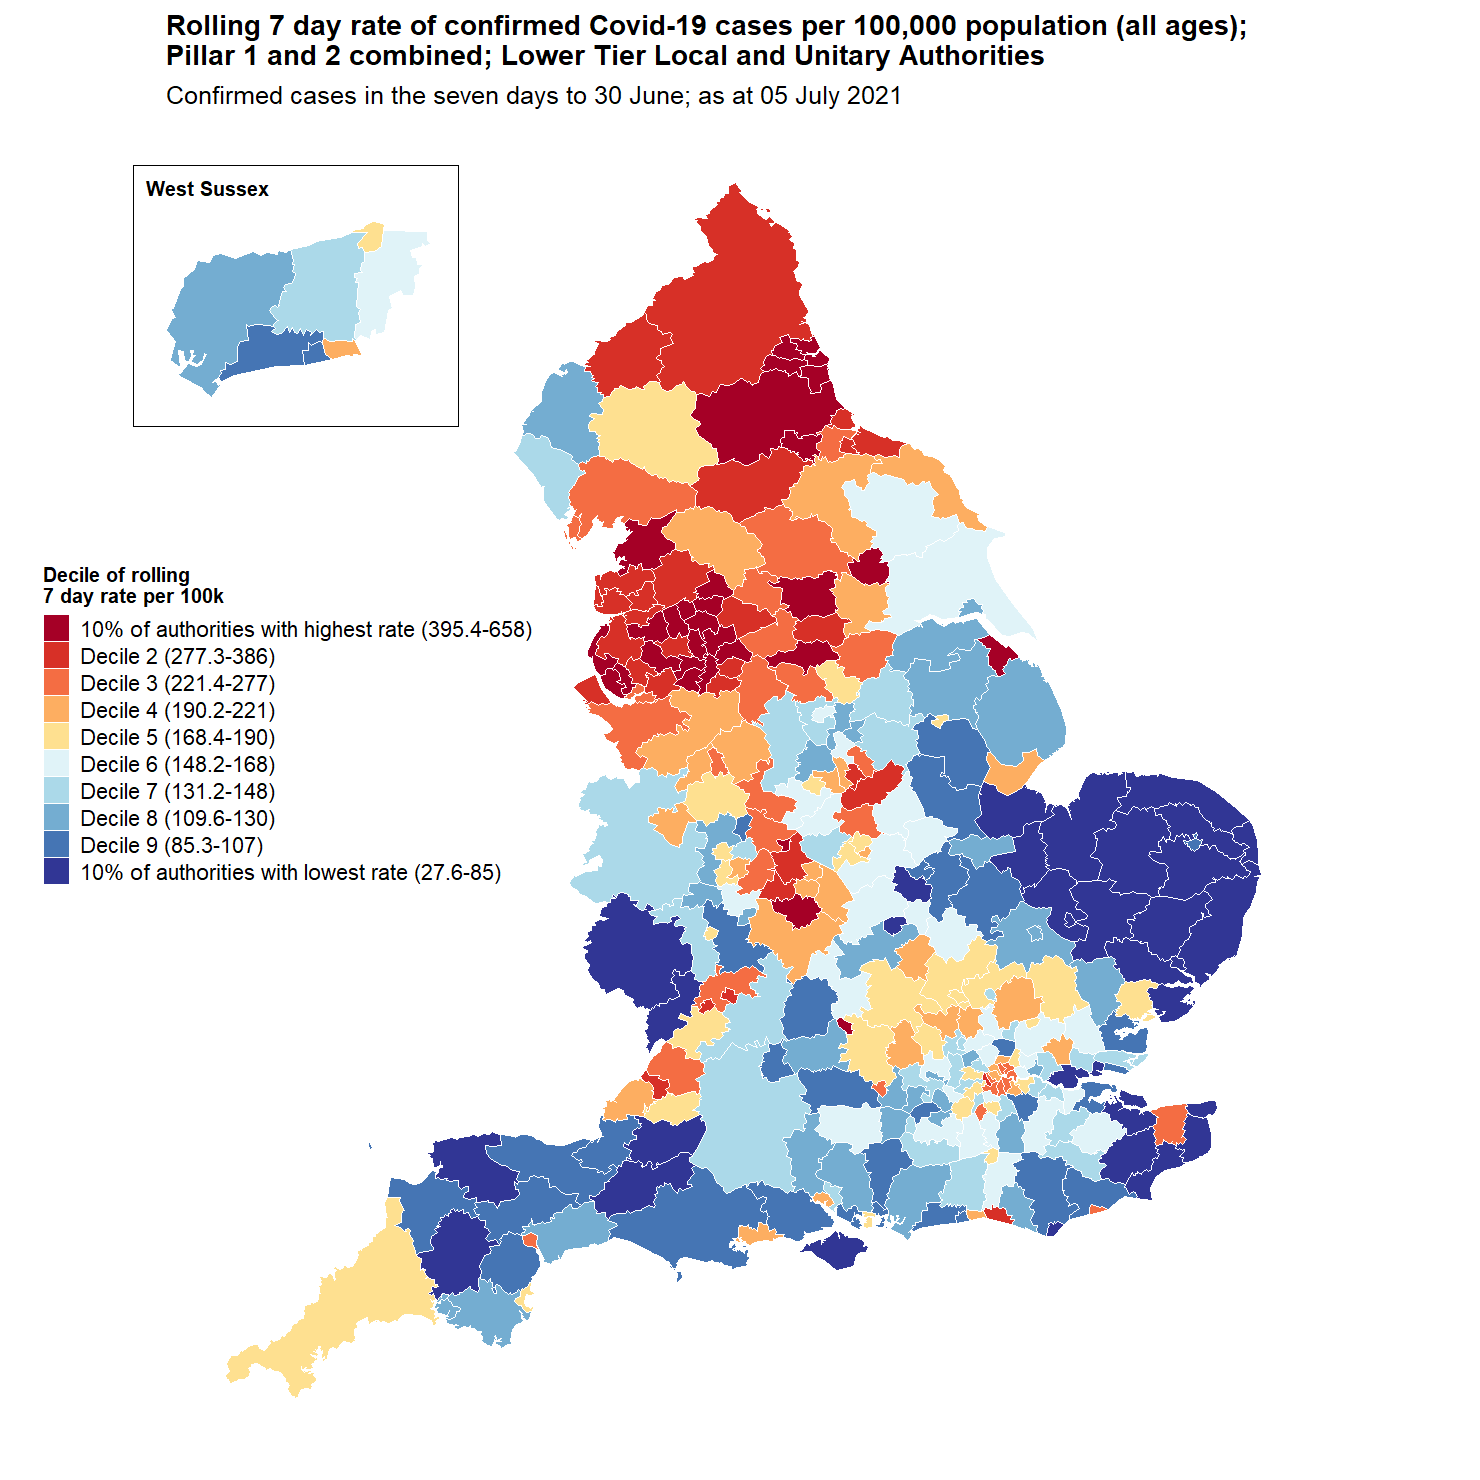 Rolling 7 day rate of confirmed Covid-19 cases per 100,000 population (all ages);
Pillar 1 and 2 combined; Lower Tier Local and Unitary Authorities
Confirmed cases in the seven days to 30 June; as at 05 July 2021
West Sussex
Decile of rolling
7 day rate per 100k
10% of authorities with highest rate (395.4-658)
Decile 2 (277.3-386)
Decile 3 (221.4-277)
Decile 4 (190.2-221)
Decile 5 (168.4-190)
Decile 6 (148.2-168)
Decile 7 (131.2-148)
Decile 8 (109.6-130)
Decile 9 (85.3-107)
10% of authorities with lowest rate (27.6-85)